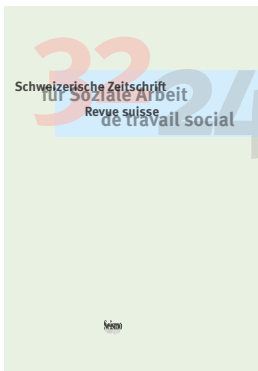 32
24
Schweizerische Zeitschrift
für Soziale Arbeit
Revue suisse
de travail social
Seismo